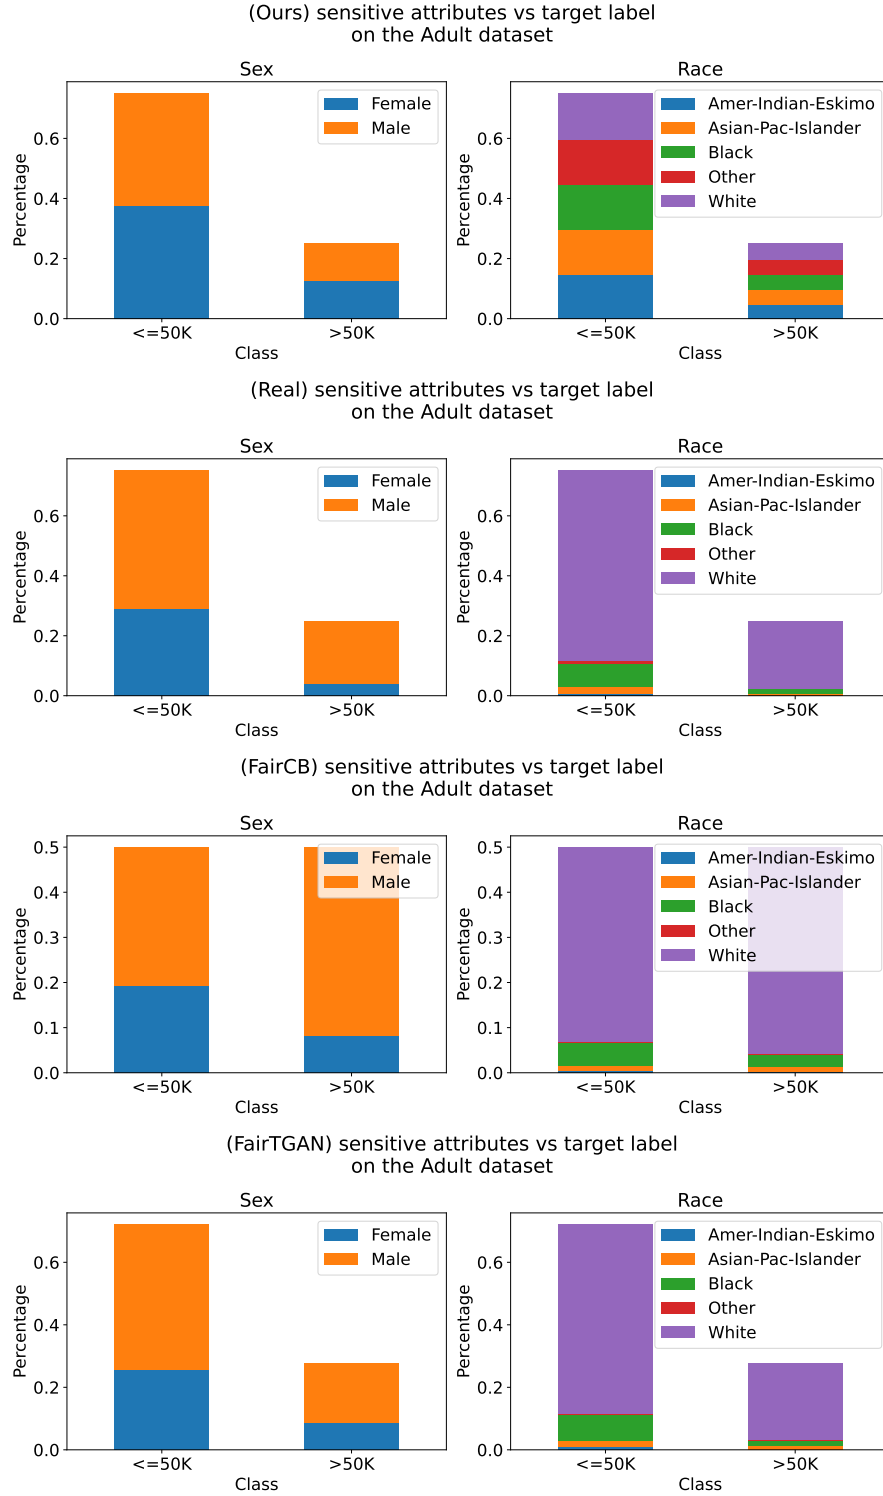 (Ours) sensitive attributes vs target label
on the Adult dataset
Sex
Race
Percentage
0.6
0.4
0.2
0.0
Female
Male
<=50K
>50K
Class
Percentage
0.6
0.4
0.2
0.0
Amer-Indian-Eskimo
Asian-Pac-Islander
Black
Other
White
<=50K
>50K
Class
(Real) sensitive attributes vs target label
on the Adult dataset
Sex
Race
Percentage
0.6
0.4
0.2
0.0
Female
Male
<=50K
>50K
Class
Percentage
0.6
0.4
0.2
0.0
Amer-Indian-Eskimo
Asian-Pac-Islander
Black
Other
White
<=50K
>50K
Class
(FairCB) sensitive attributes vs target label
on the Adult dataset
Sex
Race
Percentage
0.5
0.4
0.3
0.2
0.1
0.0
Female
Male
<=50K
>50K
Class
Percentage
0.5
0.4
0.3
0.2
0.1
0.0
Amer-Indian-Eskimo
Asian-Pac-Islander
Black
Other
White
<=50K
>50K
Class
(FairTGAN) sensitive attributes vs target label
on the Adult dataset
Sex
Race
Percentage
0.6
0.4
0.2
0.0
Female
Male
<=50K
>50K
Class
Percentage
0.6
0.4
0.2
0.0
Amer-Indian-Eskimo
Asian-Pac-Islander
Black
Other
White
<=50K
>50K
Class